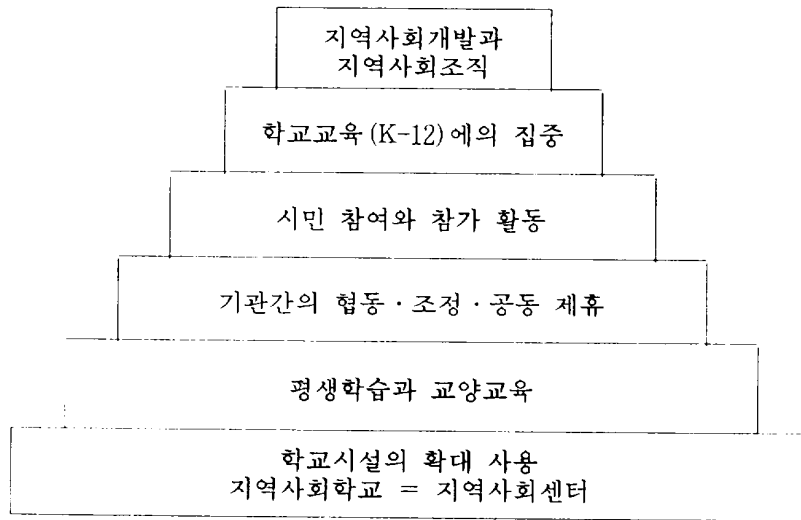 지역사회개발과
지역사회조직
학교교육(K-12)에의 집중
시민 참여와 참가 활동
기관간의 협동·조정·공동 제휴
평생학습과 교양교육
학교시설의 확대 사용
지역사회학교 = 지역사회센터